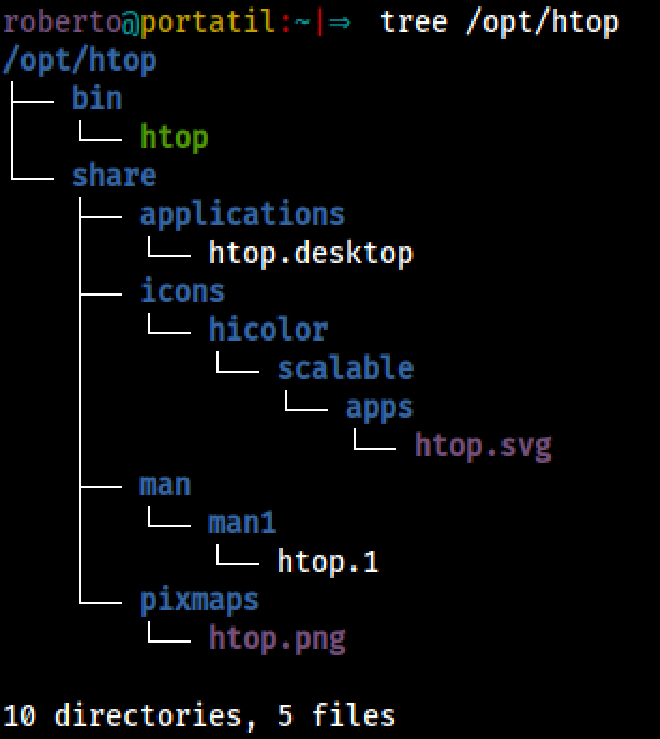 roberto@portatil:~|⇒  tree /opt/htop
/opt/htop
├── bin
│   └── htop
└── share
    ├── applications
    │   └── htop.desktop
    ├── icons
    │   └── hicolor
    │       └── scalable
    │           └── apps
    │               └── htop.svg
    ├── man
    │   └── man1
    │       └── htop.1
    └── pixmaps
        └── htop.png

10 directories, 5 files